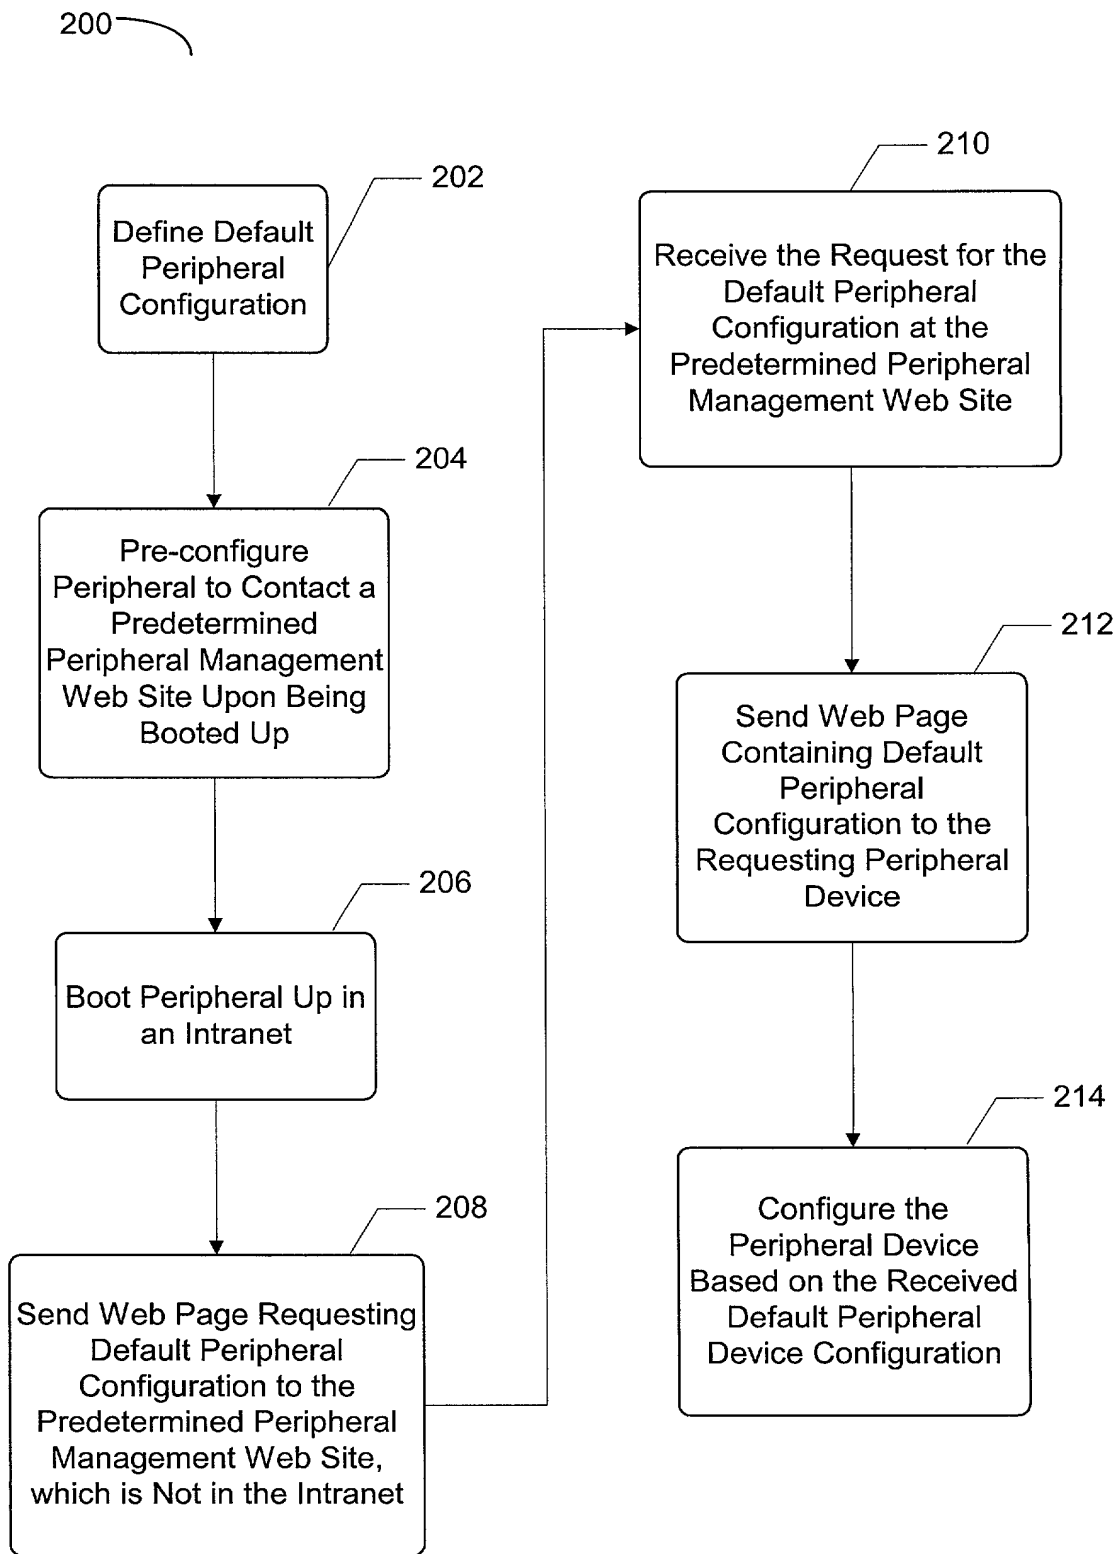 200
202
Define Default
Peripheral
Configuration
204
Pre-configure
Peripheral to Contact a
Predetermined
Peripheral Management
Web Site Upon Being
Booted Up
206
Boot Peripheral Up in
an Intranet
208
Send Web Page Requesting
Default Peripheral
Configuration to the
Predetermined Peripheral
Management Web Site,
which is Not in the Intranet
210
Receive the Request for the
Default Peripheral
Configuration at the
Predetermined Peripheral
Management Web Site
212
Send Web Page
Containing Default
Peripheral
Configuration to the
Requesting Peripheral
Device
214
Configure the
Peripheral Device
Based on the Received
Default Peripheral
Device Configuration